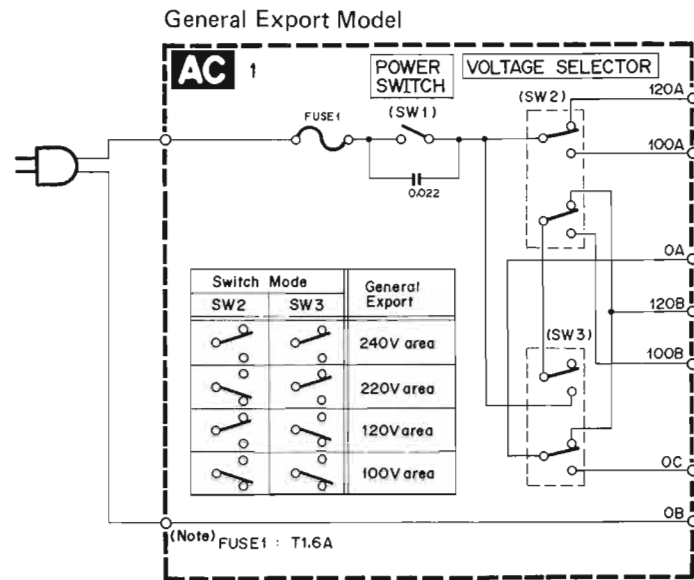 General Export Model
AC 1
POWER SWITCH
VOLTAGE SELECTOR
(SW1)
(SW2)
120A
FUSE1
100A
0.022
0A
Switch Mode
General Export
SW2 SW3
120B
(SW3)
240V area
100B
220V area
120V area
100V area
0C
0B
(Note) FUSE1 : T1.6A